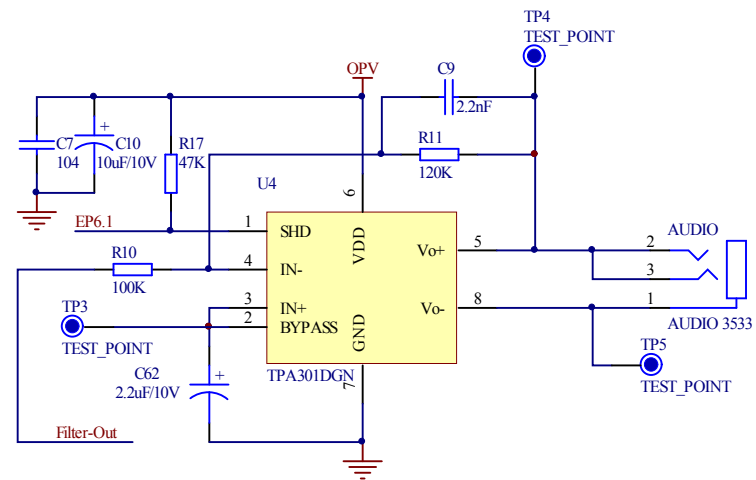 TP4
TEST_POINT
OPV
C9
2.2nF
C7
104
+
C10
10uF/10V
R17
47K
R11
120K
U4
EP6.1
1
SHD
6
VDD
Vo+
5
AUDIO
2
R10
100K
4
IN-
3
TP3
TEST_POINT
3
IN+
2
BYPASS
Vo-
8
1
AUDIO 3533
GND
7
TP5
TEST_POINT
C62
2.2uF/10V
+
TPA301DGN
Filter-Out